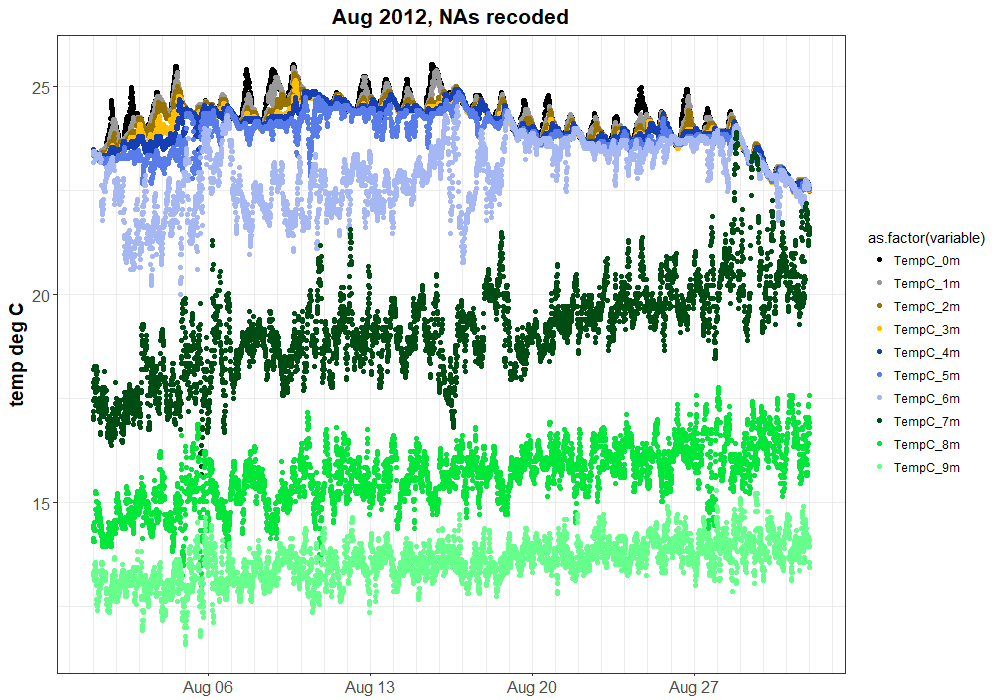 Aug 2012, NAs recoded
temp deg C
25
20
15
Aug 06
Aug 13
Aug 20
Aug 27
as.factor(variable)
TempC_0m
TempC_1m
TempC_2m
TempC_3m
TempC_4m
TempC_5m
TempC_6m
TempC_7m
TempC_8m
TempC_9m